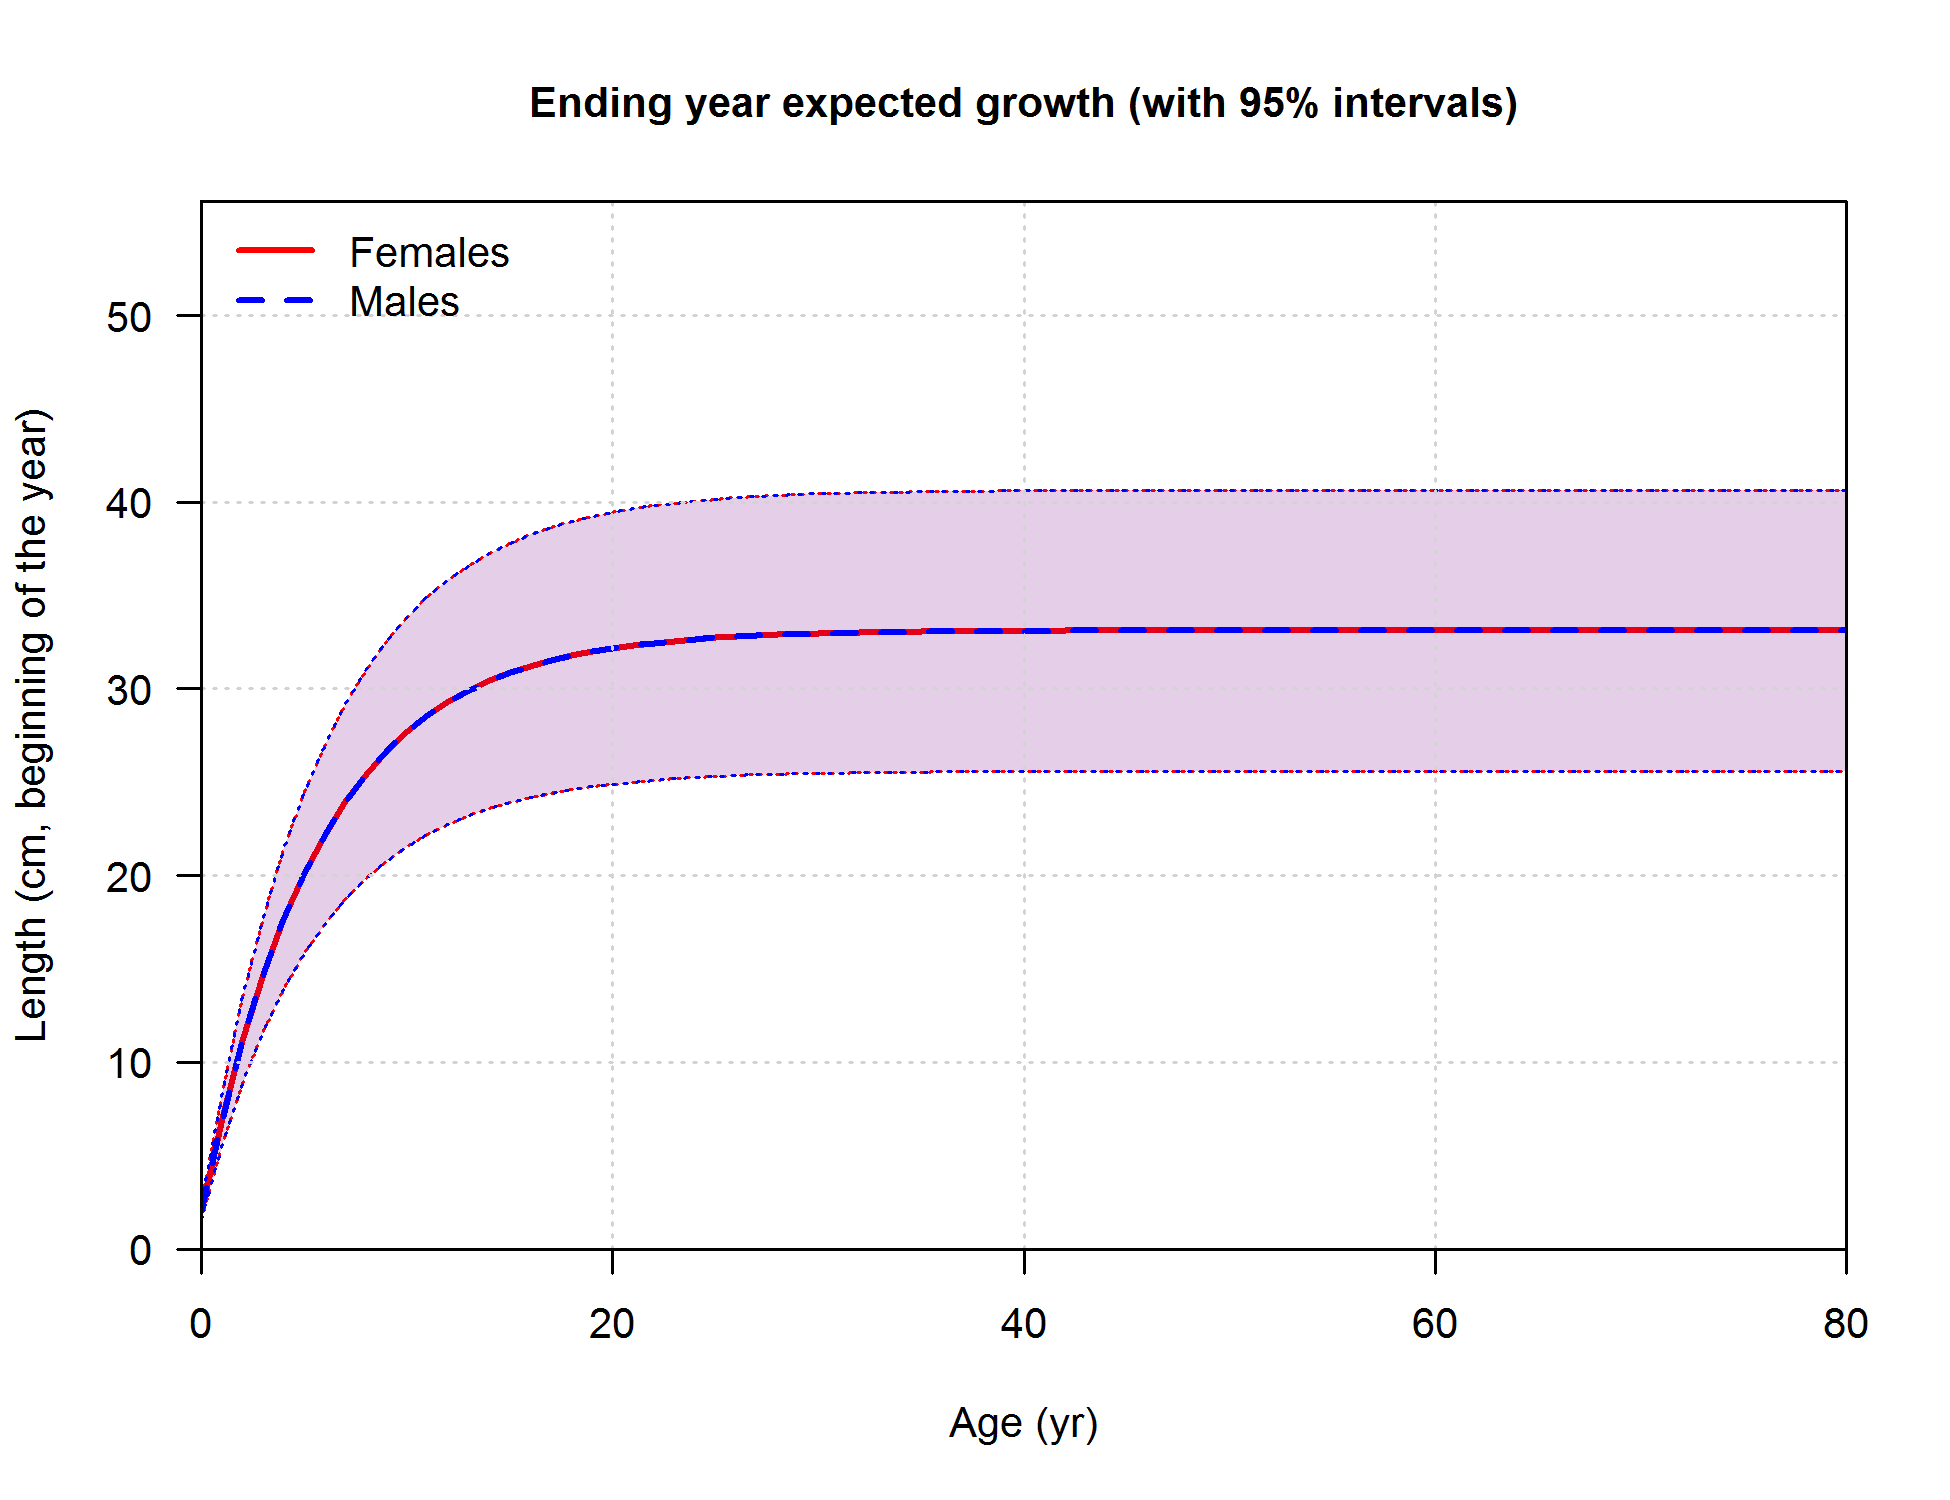 Ending year expected growth (with 95% intervals)
Females
Males
50
40
30
20
10
0
Length (cm, beginning of the year)
0 20 40 60 80
Age (yr)